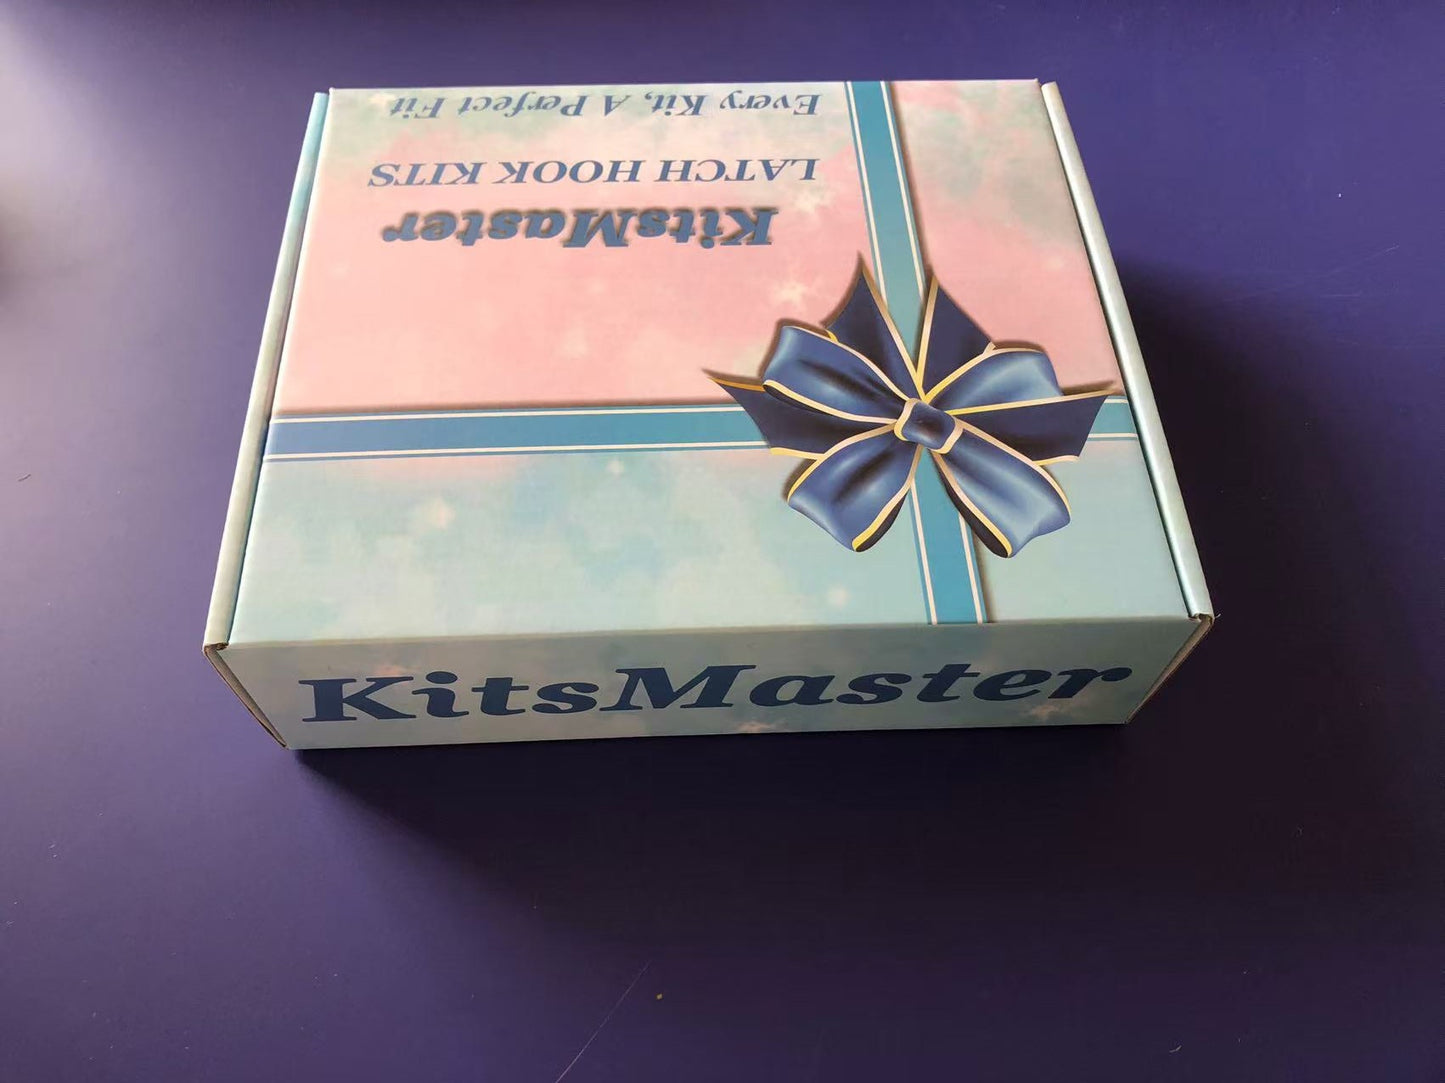 KitsMaster
LATCH HOOK KITS
Every Kit, A Perfect Fit
KitsMaster